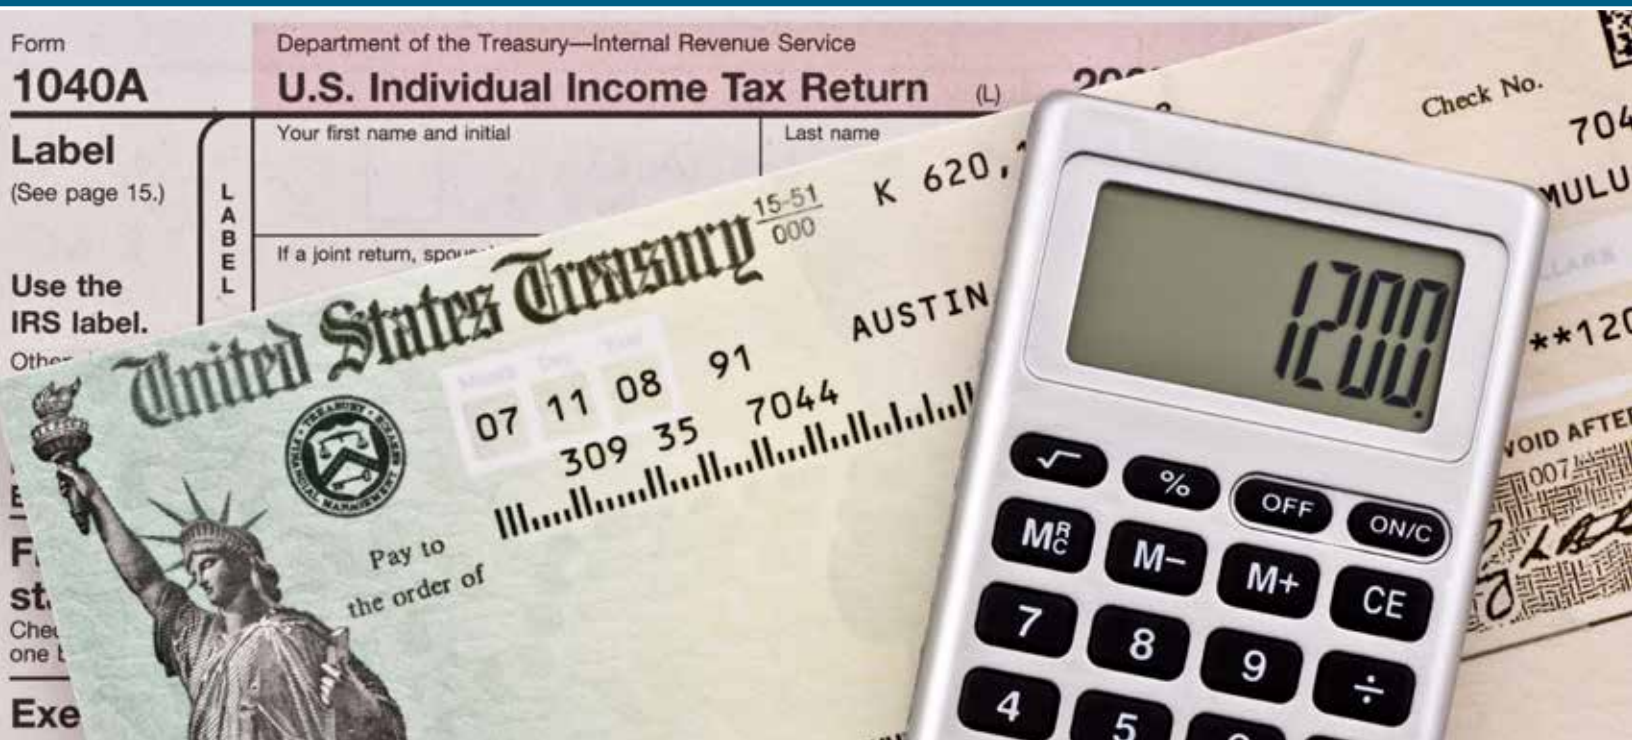 Form
1040A
Department of the Treasury—Internal Revenue Service
U.S. Individual Income Tax Return (L)
Label
(See page 15.)
LABEL
Your first name and initial
Last name
If a joint return,
Use the
IRS label.
United States Treasury
15-51
000
K 620,
Check No.
07 11 08 91
309 35 7044
AUSTIN
**120
VOID AFTER
Pay to
the order of
1200.
√ % OFF ON/C
MRC M− M+ CE
7 8 9 ÷
4 5
one